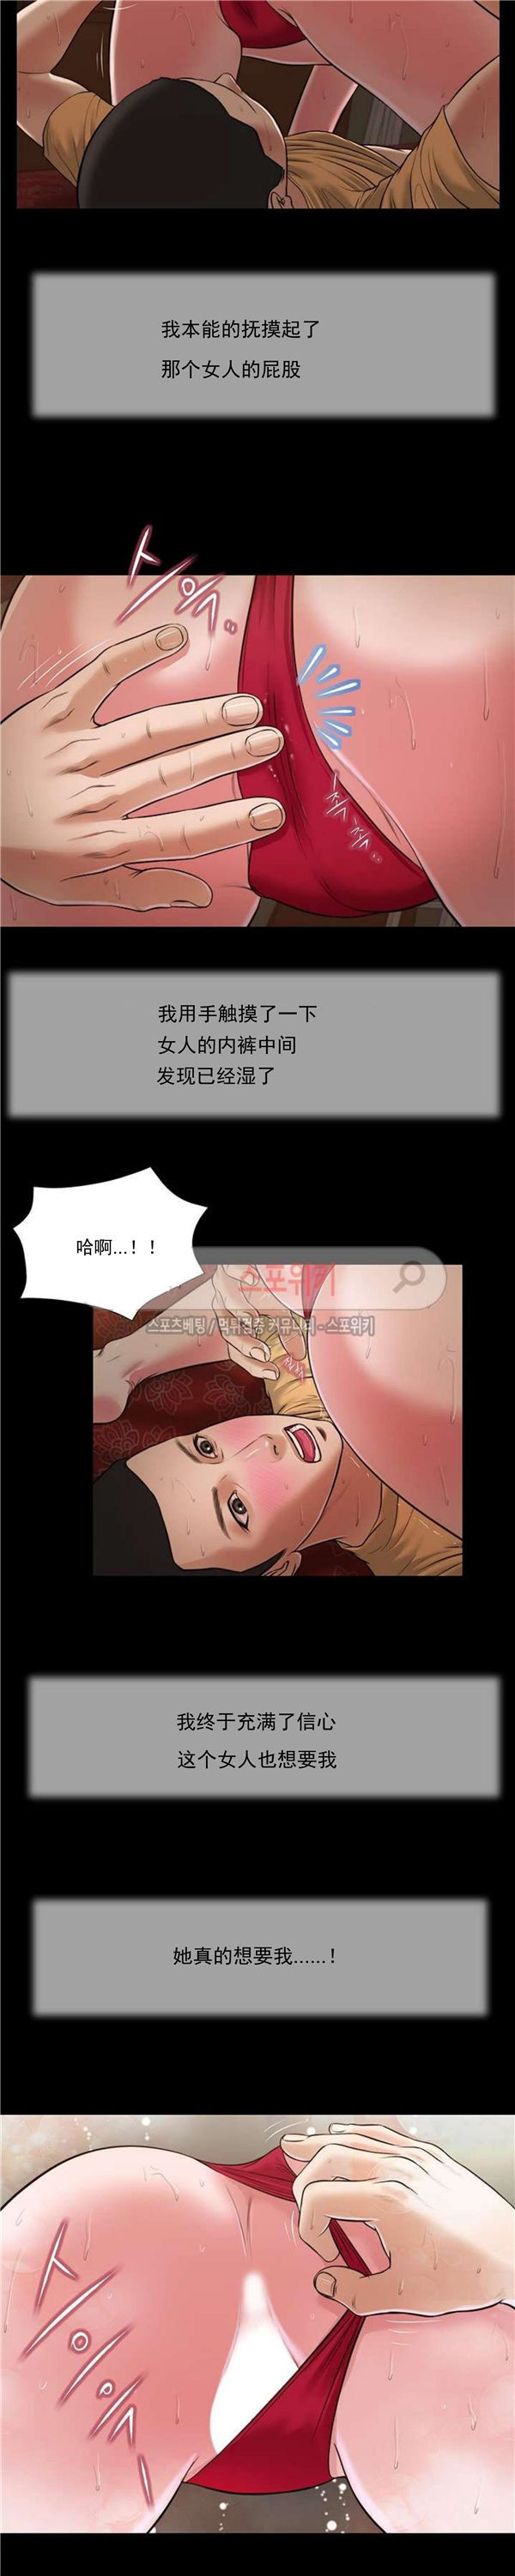 我本能的抚摸起了
那个女人的屁股
스윽..
我用手触摸了一下
女人的内裤中间
发现已经湿了
哈啊...！！
스포위키
스포츠베팅 / 먹튀검증 커뮤니티 - 스포위키
我终于充满了信心
这个女人也想要我
她真的想要我......！
스윽..